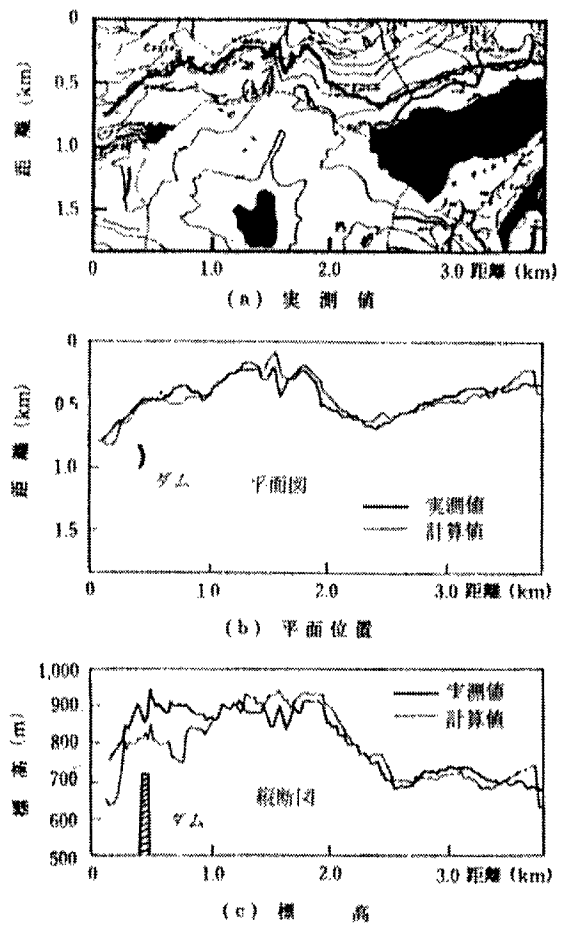 0
0.5
1.0
1.5
距離 (km)
0 1.0 2.0 3.0 距離 (km)
(a) 実測値
0
0.5
1.0
1.5
距離 (km)
ダム 平面図
実測値
計算値
0 1.0 2.0 3.0 距離 (km)
(b) 平面位置
1,000
900
800
700
600
500
標高 (m)
実測値
計算値
縦断図
ダム
0 1.0 2.0 3.0 距離 (km)
(c) 標高